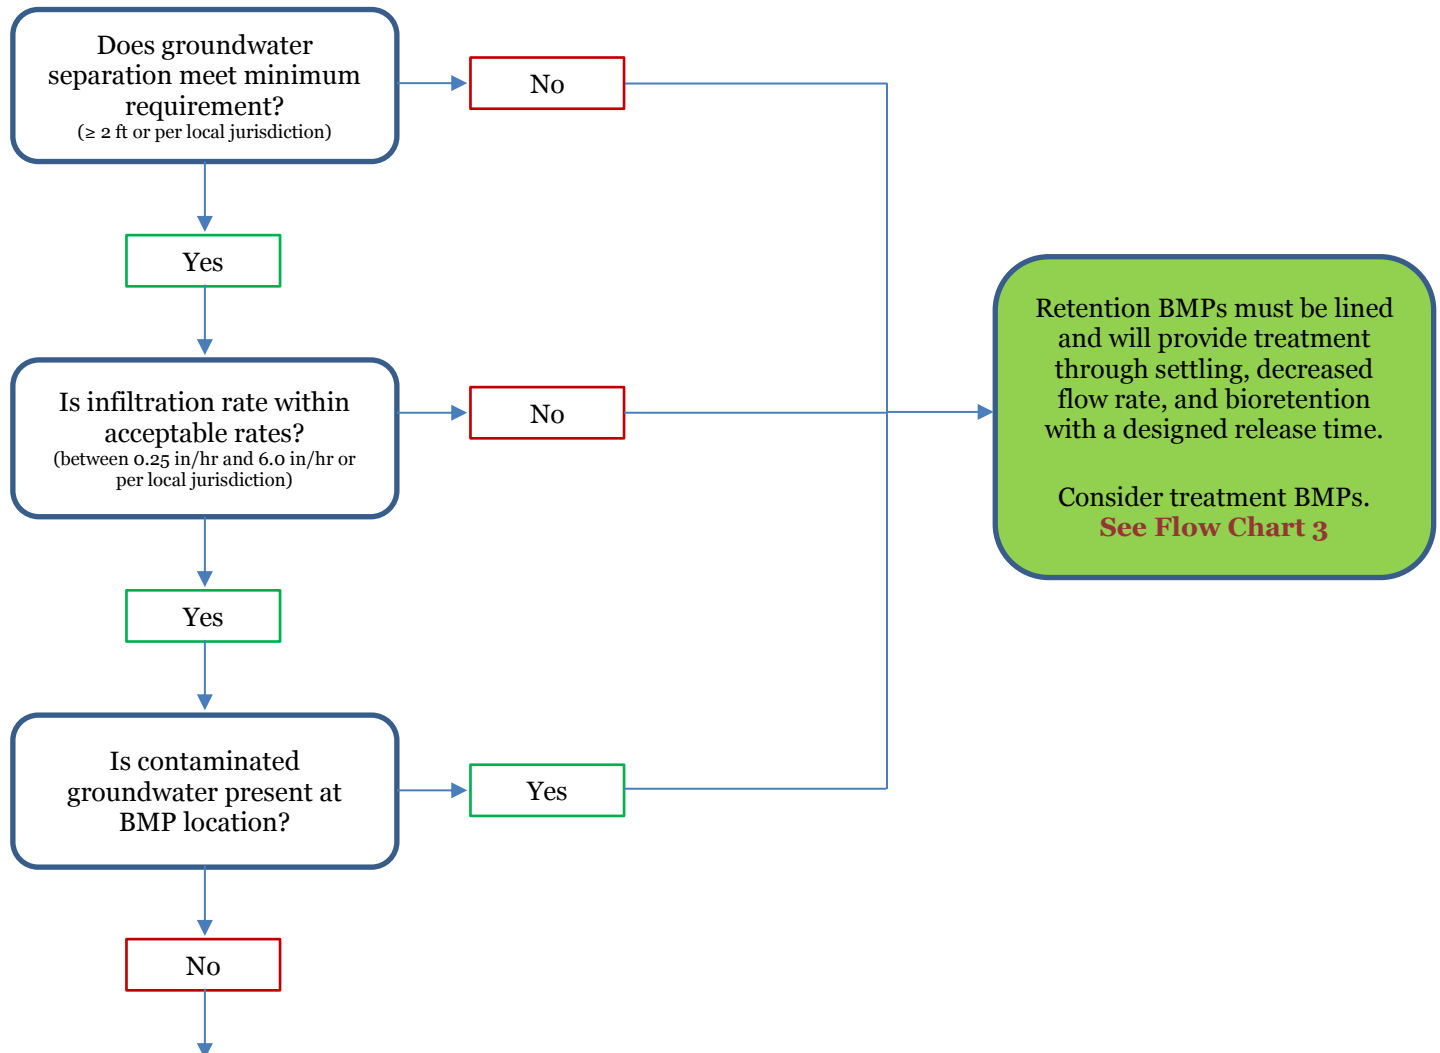 Does groundwater
separation meet minimum
requirement?
(≥ 2 ft or per local jurisdiction)
No
Yes
Is infiltration rate within
acceptable rates?
(between 0.25 in/hr and 6.0 in/hr or
per local jurisdiction)
No
Retention BMPs must be lined
and will provide treatment
through settling, decreased
flow rate, and bioretention
with a designed release time.
Consider treatment BMPs.
See Flow Chart 3
Yes
Is contaminated
groundwater present at
BMP location?
Yes
No